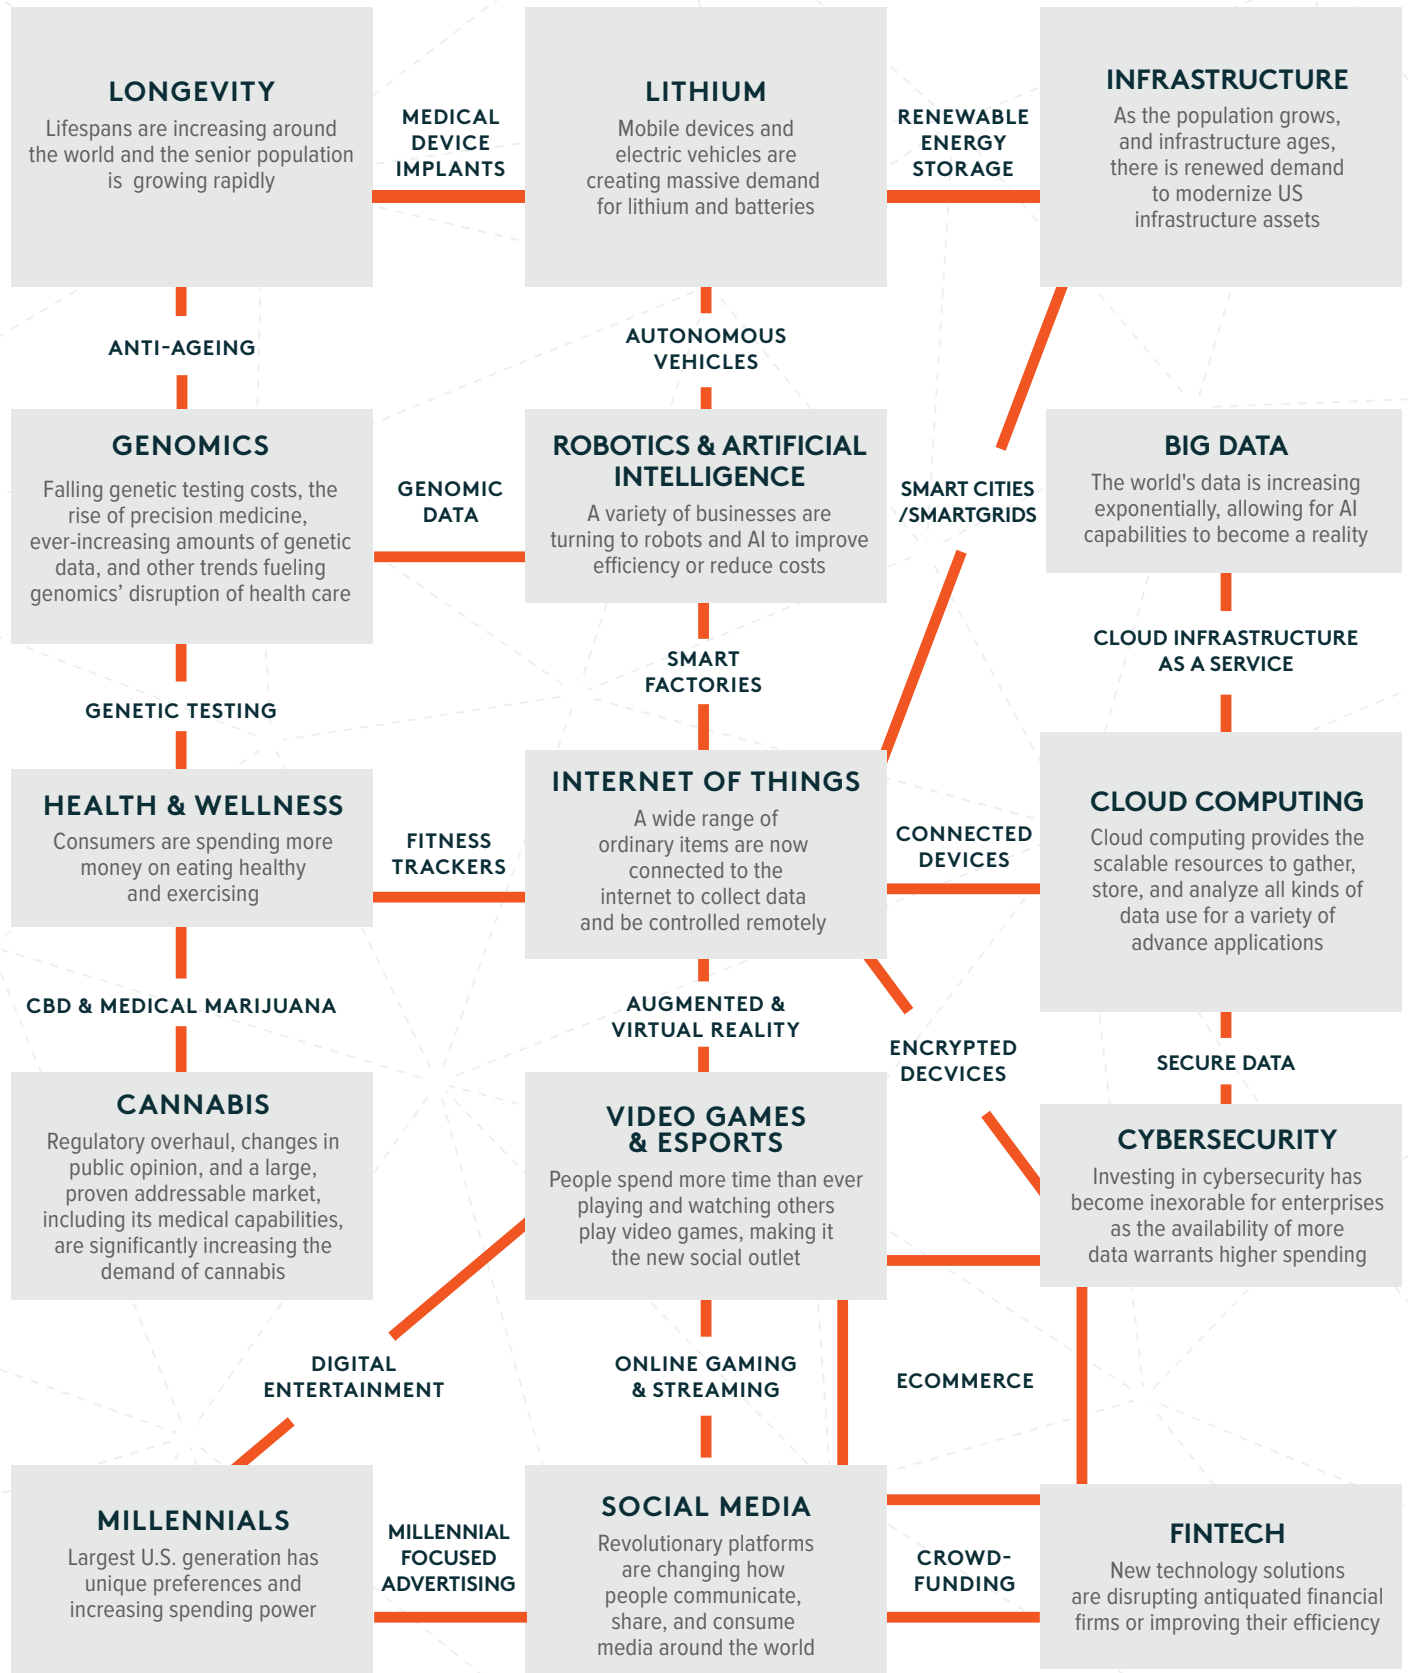 LONGEVITY
Lifespans are increasing around
the world and the senior population
is growing rapidly
MEDICAL
DEVICE
IMPLANTS
LITHIUM
Mobile devices and
electric vehicles are
creating massive demand
for lithium and batteries
RENEWABLE
ENERGY
STORAGE
INFRASTRUCTURE
As the population grows,
and infrastructure ages,
there is renewed demand
to modernize US
infrastructure assets
ANTI-AGEING
AUTONOMOUS
VEHICLES
GENOMICS
Falling genetic testing costs, the
rise of precision medicine,
ever-increasing amounts of genetic
data, and other trends fueling
genomics’ disruption of health care
GENOMIC
DATA
ROBOTICS & ARTIFICIAL
INTELLIGENCE
A variety of businesses are
turning to robots and AI to improve
efficiency or reduce costs
SMART CITIES
/SMARTGRIDS
BIG DATA
The world's data is increasing
exponentially, allowing for AI
capabilities to become a reality
GENETIC TESTING
SMART
FACTORIES
CLOUD INFRASTRUCTURE
AS A SERVICE
HEALTH & WELLNESS
Consumers are spending more
money on eating healthy
and exercising
FITNESS
TRACKERS
INTERNET OF THINGS
A wide range of
ordinary items are now
connected to the
internet to collect data
and be controlled remotely
CONNECTED
DEVICES
CLOUD COMPUTING
Cloud computing provides the
scalable resources to gather,
store, and analyze all kinds of
data use for a variety of
advance applications
CBD & MEDICAL MARIJUANA
AUGMENTED &
VIRTUAL REALITY
ENCRYPTED
DECVICES
SECURE DATA
CANNABIS
Regulatory overhaul, changes in
public opinion, and a large,
proven addressable market,
including its medical capabilities,
are significantly increasing the
demand of cannabis
VIDEO GAMES
& ESPORTS
People spend more time than ever
playing and watching others
play video games, making it
the new social outlet
CYBERSECURITY
Investing in cybersecurity has
become inexorable for enterprises
as the availability of more
data warrants higher spending
DIGITAL
ENTERTAINMENT
ONLINE GAMING
& STREAMING
ECOMMERCE
MILLENNIALS
Largest U.S. generation has
unique preferences and
increasing spending power
MILLENNIAL
FOCUSED
ADVERTISING
SOCIAL MEDIA
Revolutionary platforms
are changing how
people communicate,
share, and consume
media around the world
CROWD-
FUNDING
FINTECH
New technology solutions
are disrupting antiquated financial
firms or improving their efficiency